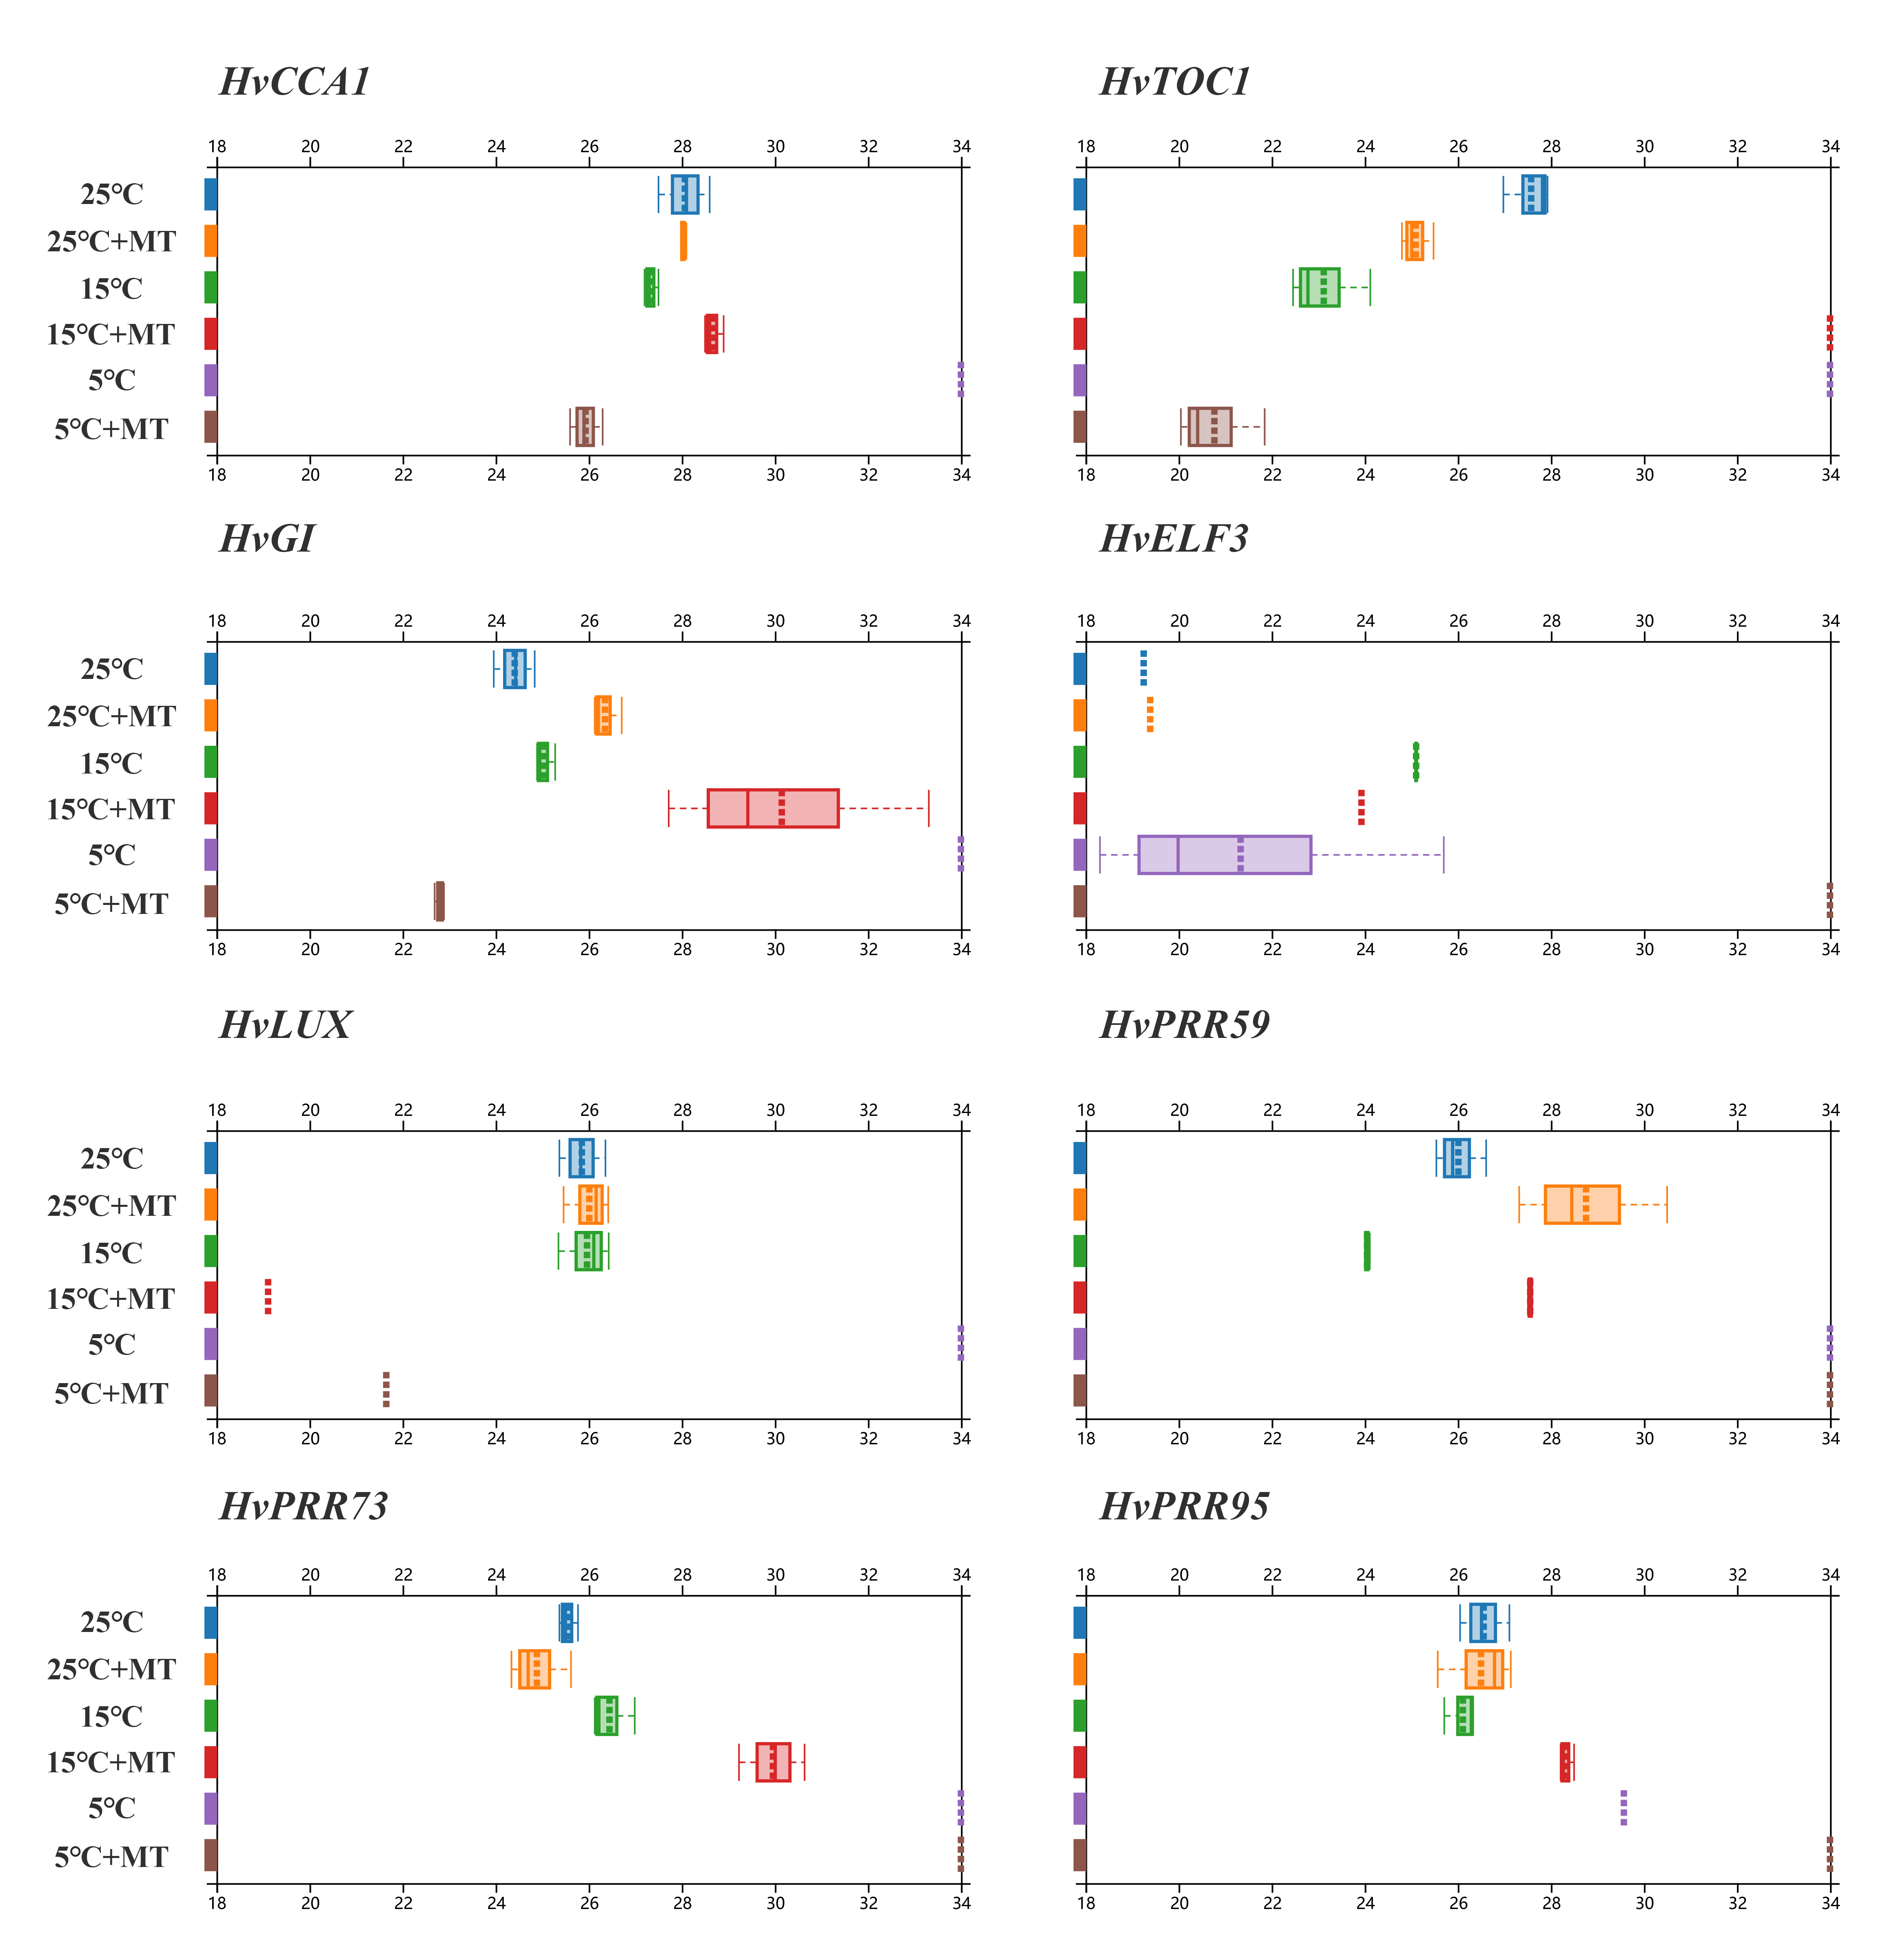 HvCCA1 HvTOC1
18 20 22 24 26 28 30 32 34 18 20 22 24 26 28 30 32 34
25℃
25℃+MT
15℃
15℃+MT
5℃
5℃+MT
18 20 22 24 26 28 30 32 34 18 20 22 24 26 28 30 32 34
HvGI HvELF3
18 20 22 24 26 28 30 32 34 18 20 22 24 26 28 30 32 34
25℃
25℃+MT
15℃
15℃+MT
5℃
5℃+MT
18 20 22 24 26 28 30 32 34 18 20 22 24 26 28 30 32 34
HvLUX HvPRR59
18 20 22 24 26 28 30 32 34 18 20 22 24 26 28 30 32 34
25℃
25℃+MT
15℃
15℃+MT
5℃
5℃+MT
18 20 22 24 26 28 30 32 34 18 20 22 24 26 28 30 32 34
HvPRR73 HvPRR95
18 20 22 24 26 28 30 32 34 18 20 22 24 26 28 30 32 34
25℃
25℃+MT
15℃
15℃+MT
5℃
5℃+MT
18 20 22 24 26 28 30 32 34 18 20 22 24 26 28 30 32 34